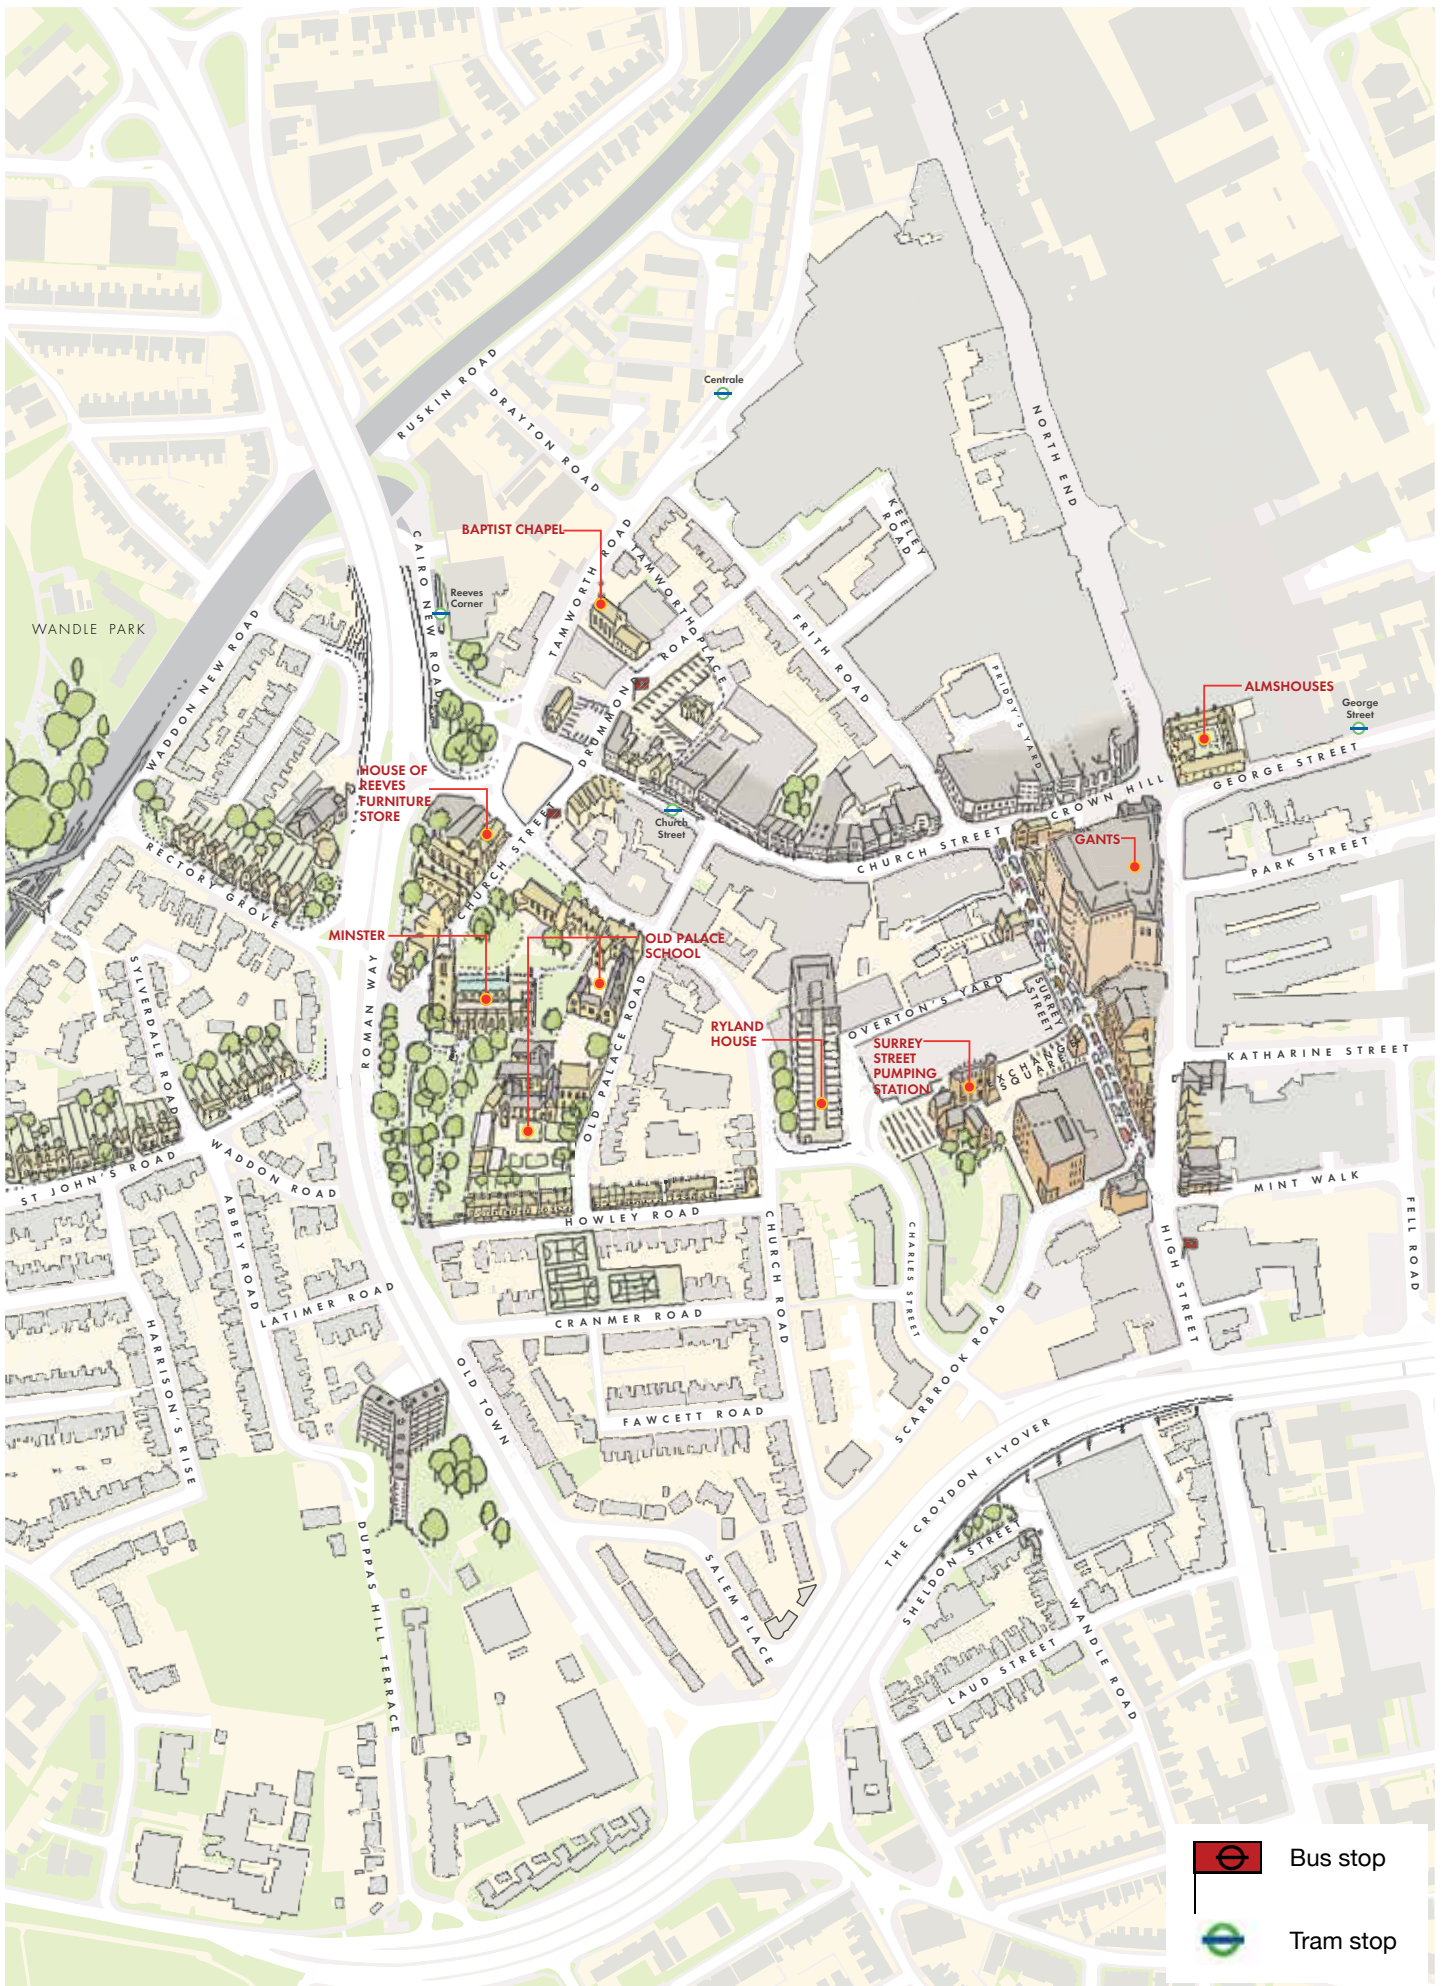 Centrale
RUSKIN ROAD
DRAYTON ROAD
NORTH END
KEELEY
ROAD
BAPTIST CHAPEL
TAMWORTH ROAD
TAMWORTH PLACE
CAIRO NEW ROAD
Reeves
Corner
WANDLE PARK
WADDON NEW ROAD
DRUMMOND ROAD
FRITH ROAD
PRIDDY'S YARD
ALMSHOUSES
George
Street
GEORGE STREET
CROWN HILL
HOUSE OF
REEVES
FURNITURE
STORE
Church
Street
CHURCH STREET
CHURCH STREET
GANTS
PARK STREET
RECTORY GROVE
MINSTER
OLD PALACE
SCHOOL
SYLVERDALE ROAD
ROMAN WAY
OLD PALACE ROAD
OVERTON'S YARD
SURREY
STREET
RYLAND
HOUSE
SURREY
STREET
PUMPING
STATION
EXCHANGE
SQUARE
KATHARINE STREET
ST JOHN'S ROAD
WADDON ROAD
ABBEY ROAD
HOWLEY ROAD
CHURCH ROAD
CHARLES STREET
MINT WALK
FELL ROAD
HIGH STREET
LATIMER ROAD
HARRISON'S RISE
CRANMER ROAD
OLD TOWN
SCARBROOK ROAD
FAWCETT ROAD
THE CROYDON FLYOVER
DUPPAS HILL TERRACE
SALEM PLACE
SHELDON STREET
WANDLE ROAD
LAUD STREET
Bus stop
Tram stop